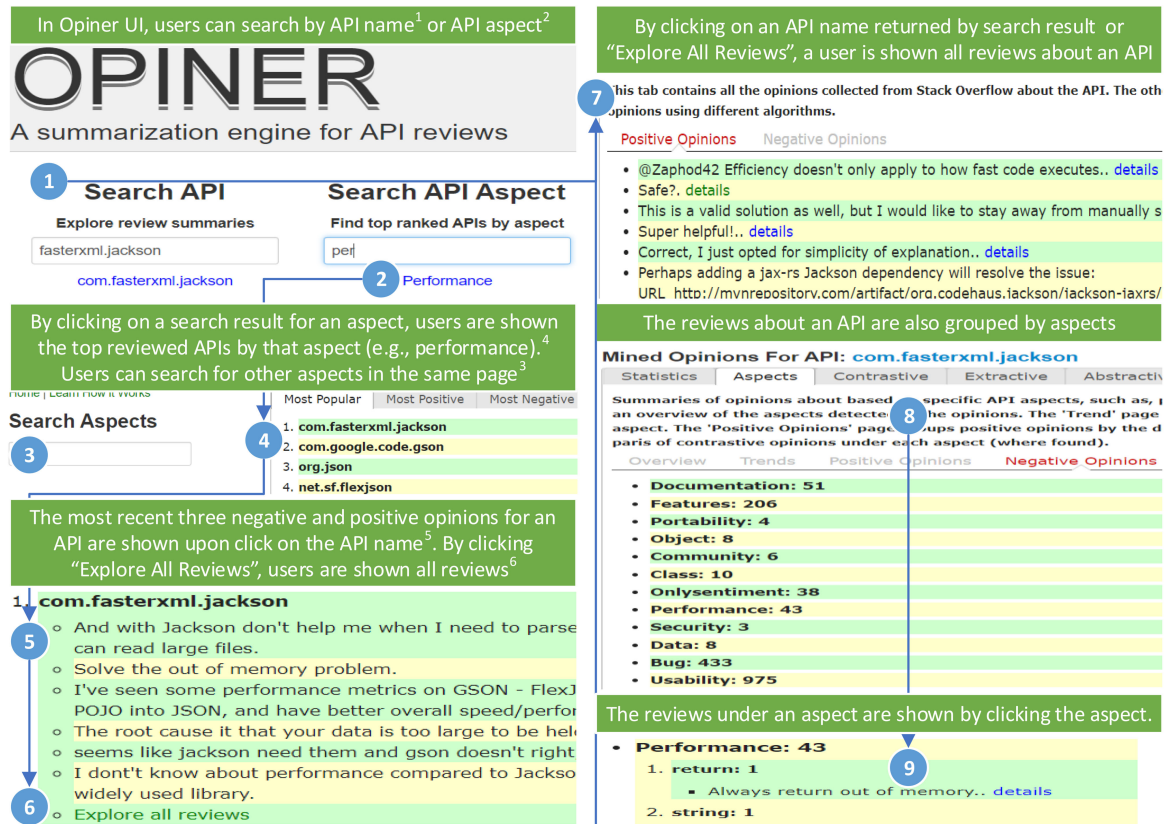 In Opiner UI, users can search by API name1 or API aspect2
OPINER
A summarization engine for API reviews
1
Search API
Explore review summaries
fasterxml.jackson
com.fasterxml.jackson
Search API Aspect
Find top ranked APIs by aspect
per
2
Performance
By clicking on a search result for an aspect, users are shown
the top reviewed APIs by that aspect (e.g., performance).4
Users can search for other aspects in the same page3
Home | Learn How it Works
Search Aspects
3
Most Popular
Most Positive
Most Negative
4
1. com.fasterxml.jackson
2. com.google.code.gson
3. org.json
4. net.sf.flexjson
The most recent three negative and positive opinions for an
API are shown upon click on the API name5. By clicking
“Explore All Reviews”, users are shown all reviews6
1. com.fasterxml.jackson
5
And with Jackson don't help me when I need to parse
can read large files.
Solve the out of memory problem.
I've seen some performance metrics on GSON - FlexJ
POJO into JSON, and have better overall speed/perfor
The root cause it that your data is too large to be hel
seems like jackson need them and gson doesn't right
I dont't know about performance compared to Jackso
widely used library.
6
Explore all reviews
By clicking on an API name returned by search result or
“Explore All Reviews”, a user is shown all reviews about an API
7
This tab contains all the opinions collected from Stack Overflow about the API. The oth
opinions using different algorithms.
Positive Opinions
Negative Opinions
• @Zaphod42 Efficiency doesn't only apply to how fast code executes.. details
• Safe?. details
• This is a valid solution as well, but I would like to stay away from manually s
• Super helpful!.. details
• Correct, I just opted for simplicity of explanation.. details
• Perhaps adding a jax-rs Jackson dependency will resolve the issue:
URL http://mvnrepository.com/artifact/org.codehaus.jackson/jackson-jaxrs/
The reviews about an API are also grouped by aspects
Mined Opinions For API: com.fasterxml.jackson
Statistics
Aspects
Contrastive
Extractive
Abstractiv
8
Summaries of opinions about based specific API aspects, such as, p
an overview of the aspects detected he opinions. The 'Trend' page
aspect. The 'Positive Opinions' page ups positive opinions by the d
paris of contrastive opinions under each aspect (where found).
Overview
Trends
Positive Opinions
Negative Opinions
• Documentation: 51
• Features: 206
• Portability: 4
• Object: 8
• Community: 6
• Class: 10
• Onlysentiment: 38
• Performance: 43
• Security: 3
• Data: 8
• Bug: 433
• Usability: 975
The reviews under an aspect are shown by clicking the aspect.
• Performance: 43
9
1. return: 1
Always return out of memory.. details
2. string: 1